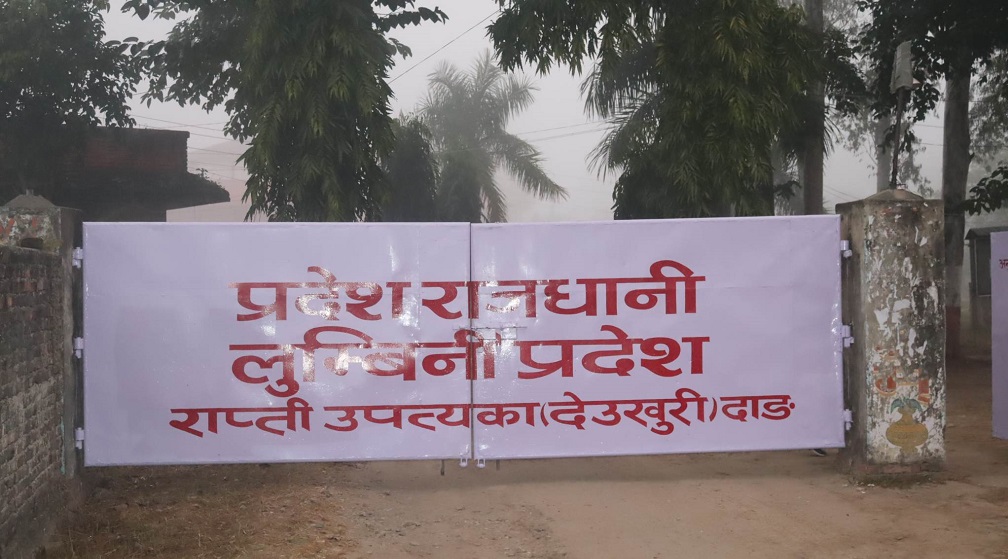 प्रदेश राजधानी
लुम्बिनी प्रदेश
राप्ती उपत्यका (देउखुरी) दाङ